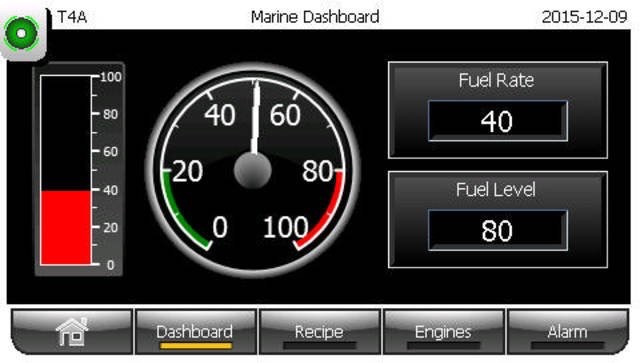 T4A
Marine Dashboard
2015-12-09
100
80
60
40
20
0
40
60
20
80
0
100
Fuel Rate
40
Fuel Level
80
Dashboard
Recipe
Engines
Alarm